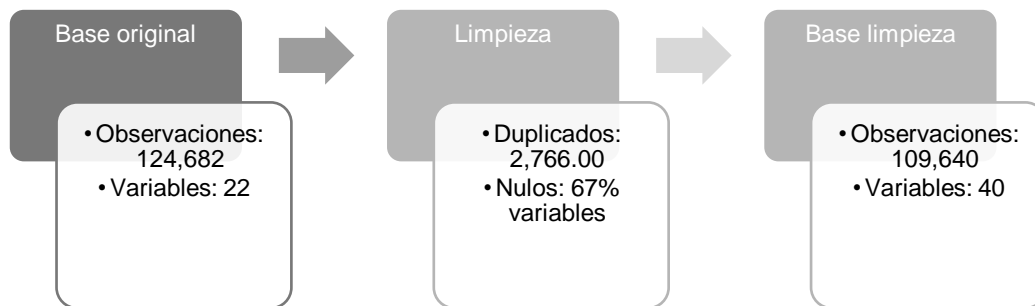 Base original
• Observaciones:
124,682
• Variables: 22
Limpieza
• Duplicados:
2,766.00
• Nulos: 67%
variables
Base limpieza
• Observaciones:
109,640
• Variables: 40